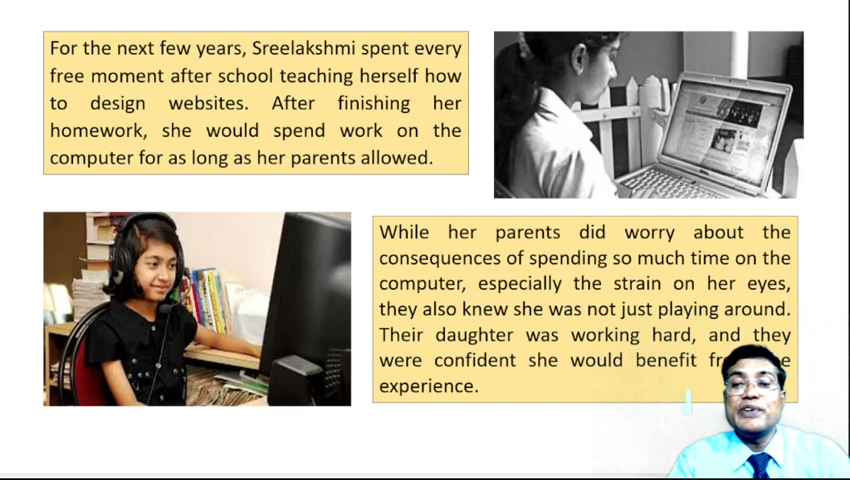 For the next few years, Sreelakshmi spent every
free moment after school teaching herself how
to design websites. After finishing her
homework, she would spend work on the
computer for as long as her parents allowed.
While her parents did worry about the
consequences of spending so much time on the
computer, especially the strain on her eyes,
they also knew she was not just playing around.
Their daughter was working hard, and they
were confident she would benefit
experience.